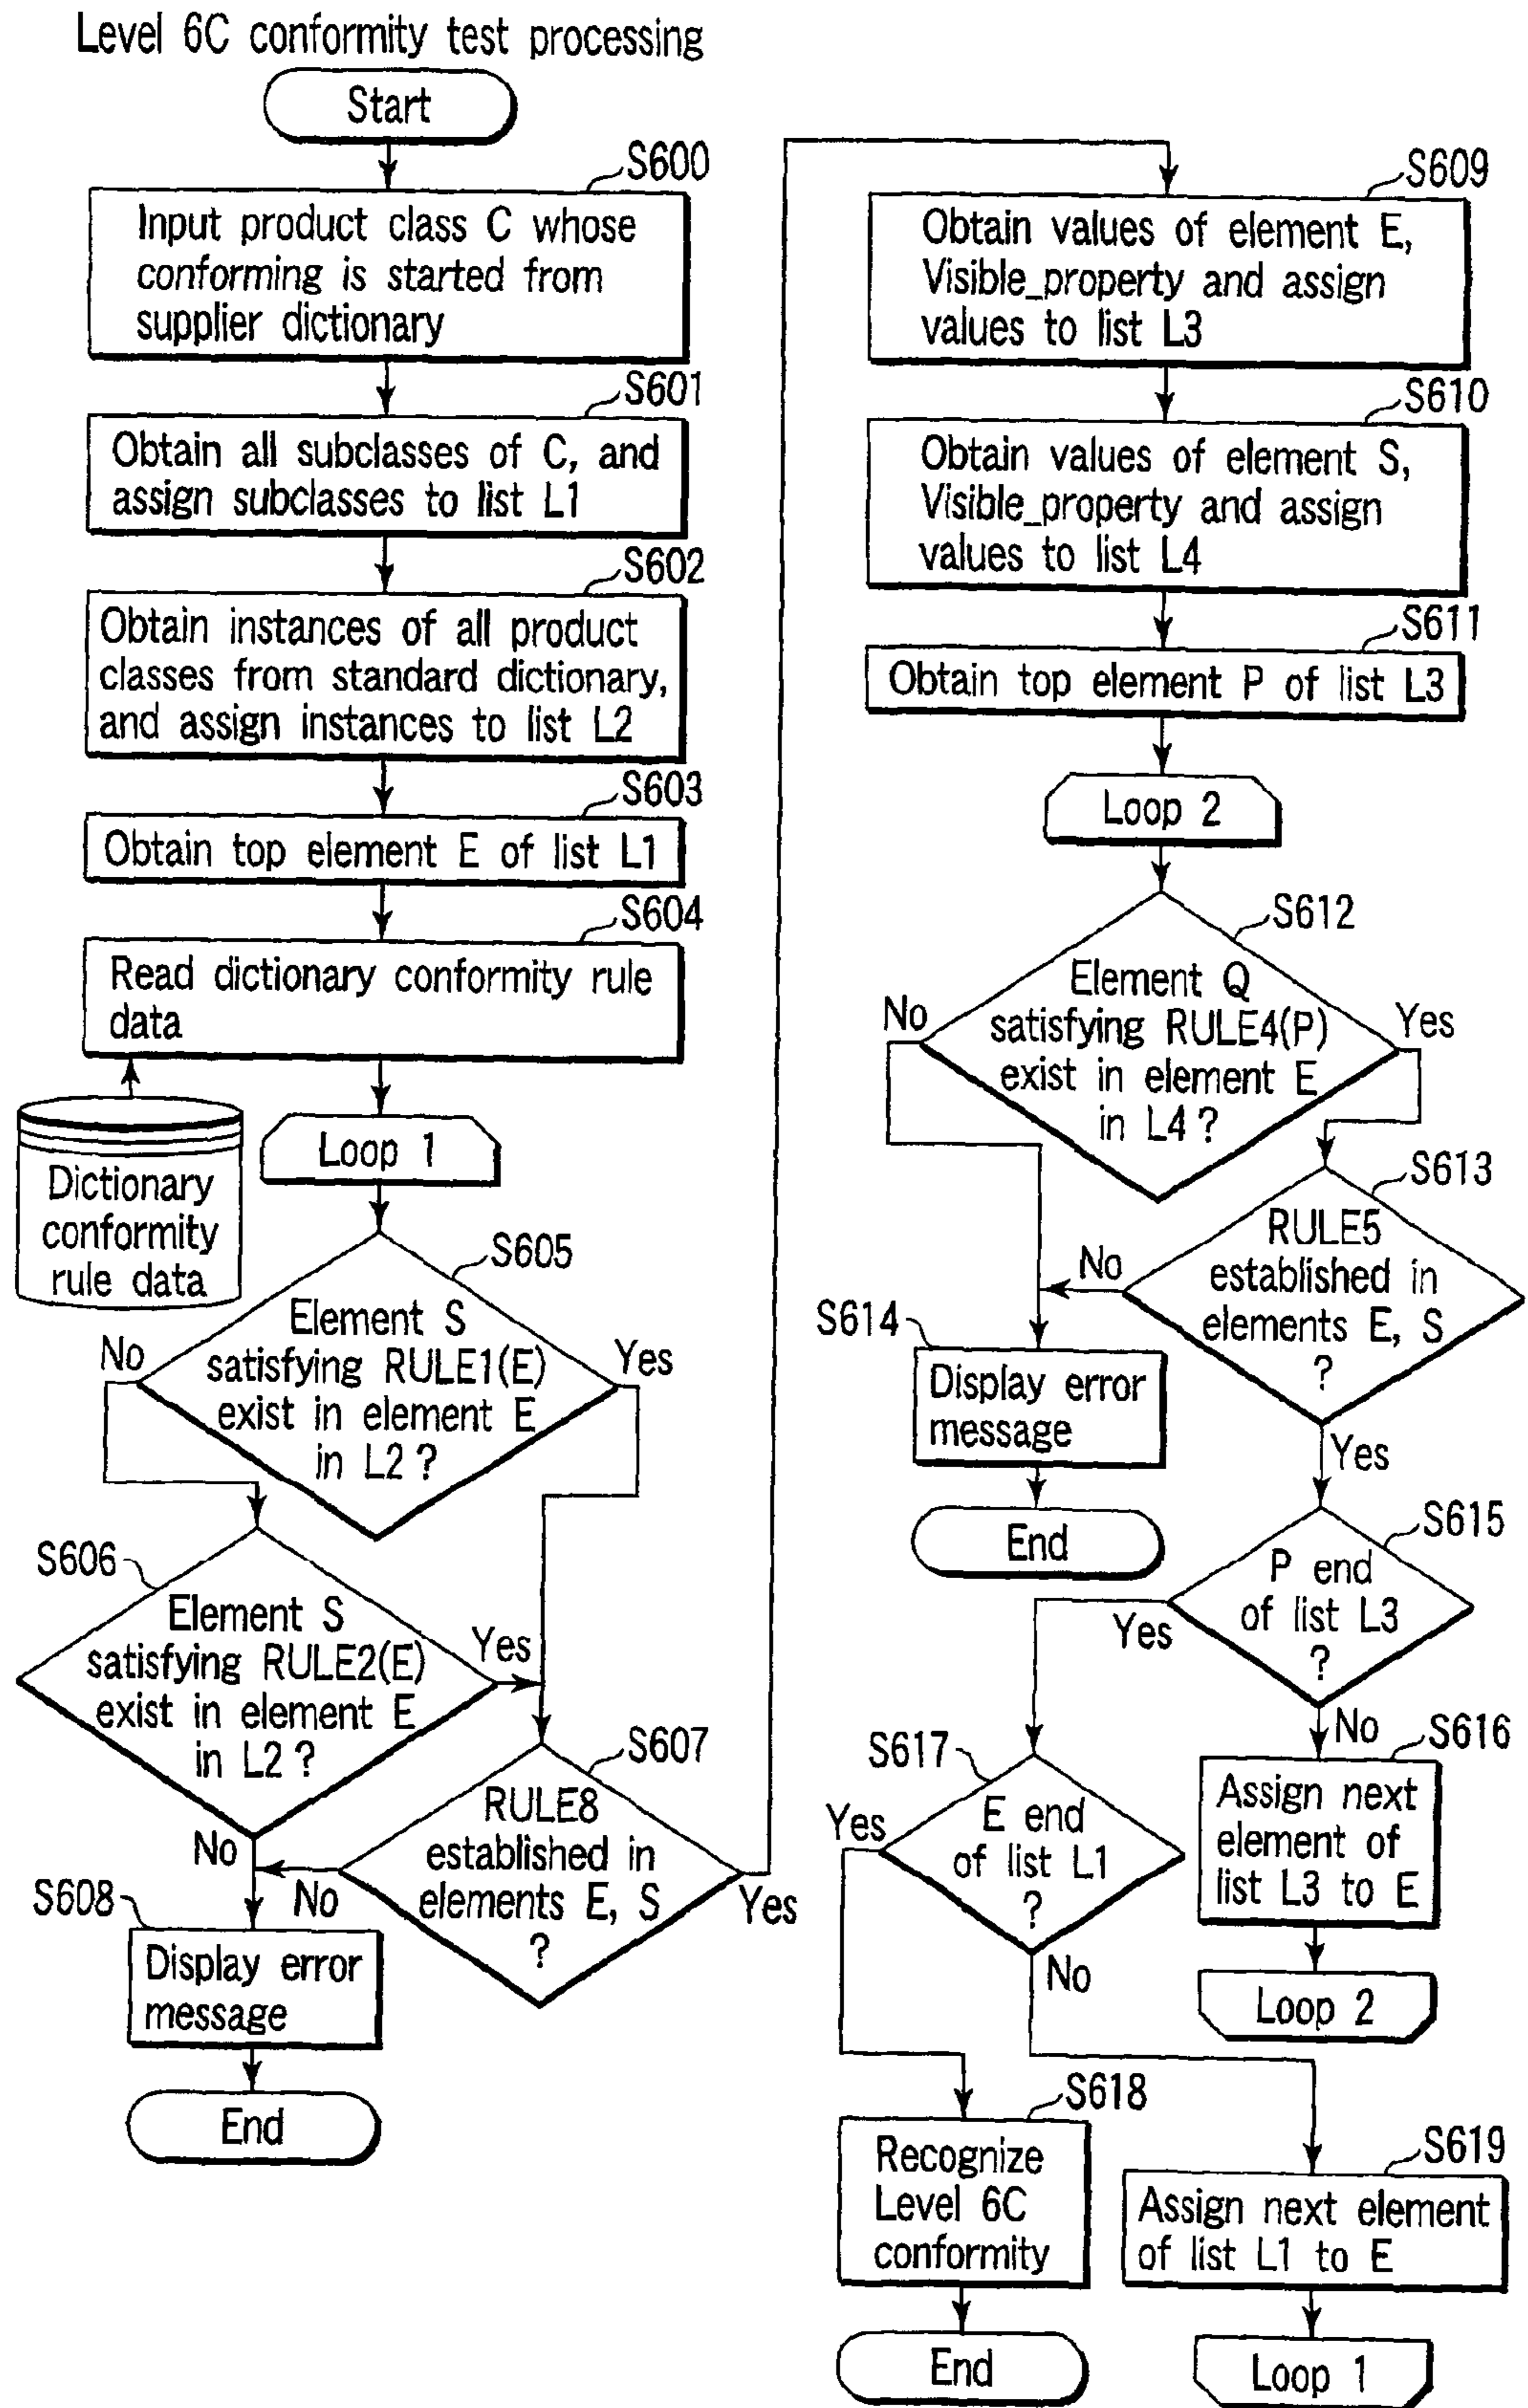 Level 6C conformity test processing
Start
S600
Input product class C whose
conforming is started from
supplier dictionary
S601
Obtain all subclasses of C, and
assign subclasses to list L1
S602
Obtain instances of all product
classes from standard dictionary,
and assign instances to list L2
S603
Obtain top element E of list L1
S604
Read dictionary conformity rule
data
Dictionary
conformity
rule data
Loop 1
S605
Element S
satisfying RULE1(E)
exist in element E
in L2 ?
No
Yes
S606
Element S
satisfying RULE2(E)
exist in element E
in L2 ?
Yes
No
S607
RULE8
established in
elements E, S
?
No
Yes
S608
Display error
message
End
S609
Obtain values of element E,
Visible_property and assign
values to list L3
S610
Obtain values of element S,
Visible_property and assign
values to list L4
S611
Obtain top element P of list L3
Loop 2
S612
Element Q
satisfying RULE4(P)
exist in element E
in L4 ?
No
Yes
S613
RULE5
established in
elements E, S
?
No
Yes
S614
Display error
message
End
S615
P end
of list L3
?
Yes
No
S616
Assign next
element of
list L3 to E
Loop 2
S617
E end
of list L1
?
Yes
No
S618
Recognize
Level 6C
conformity
End
S619
Assign next element
of list L1 to E
Loop 1